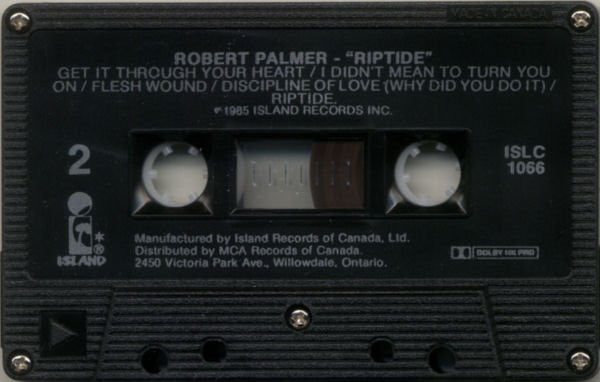 MADE IN CANADA
ROBERT PALMER - "RIPTIDE"
GET IT THROUGH YOUR HEART / I DIDN'T MEAN TO TURN YOU
ON / FLESH WOUND / DISCIPLINE OF LOVE (WHY DID YOU DO IT) /
RIPTIDE.
℗1985 ISLAND RECORDS INC.
2
ISLC
1066
ISLAND
®
Manufactured by Island Records of Canada, Ltd.
Distributed by MCA Records of Canada.
2450 Victoria Park Ave., Willowdale, Ontario.
DOLBY HX PRO